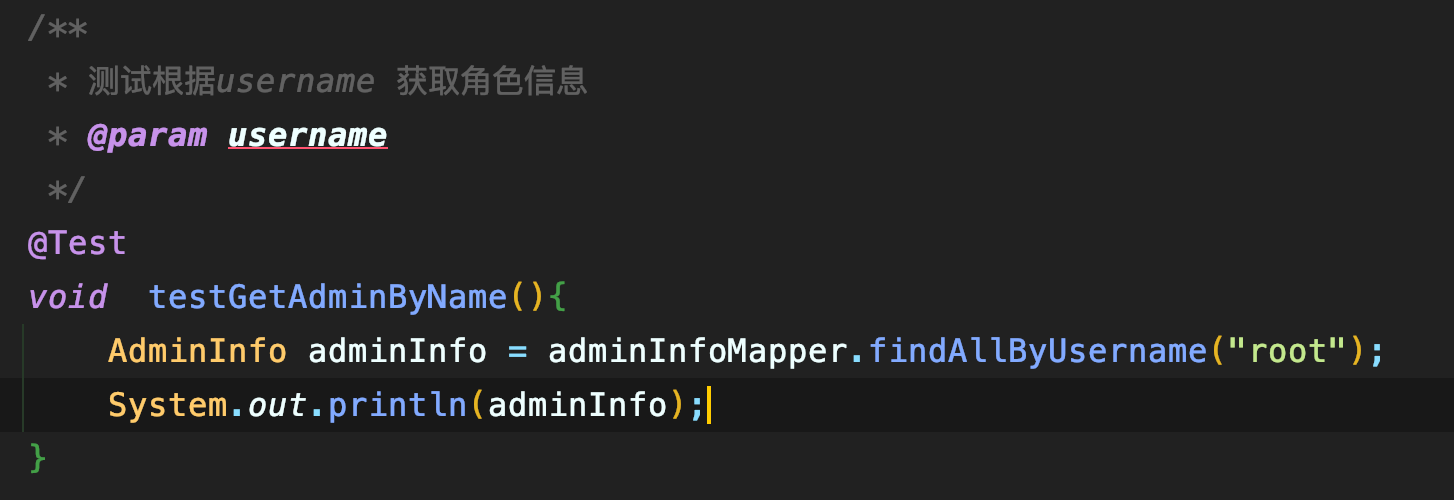 /**
 * 测试根据username 获取角色信息
 * @param username
 */
@Test
void  testGetAdminByName(){
    AdminInfo adminInfo = adminInfoMapper.findAllByUsername("root");
    System.out.println(adminInfo);
}